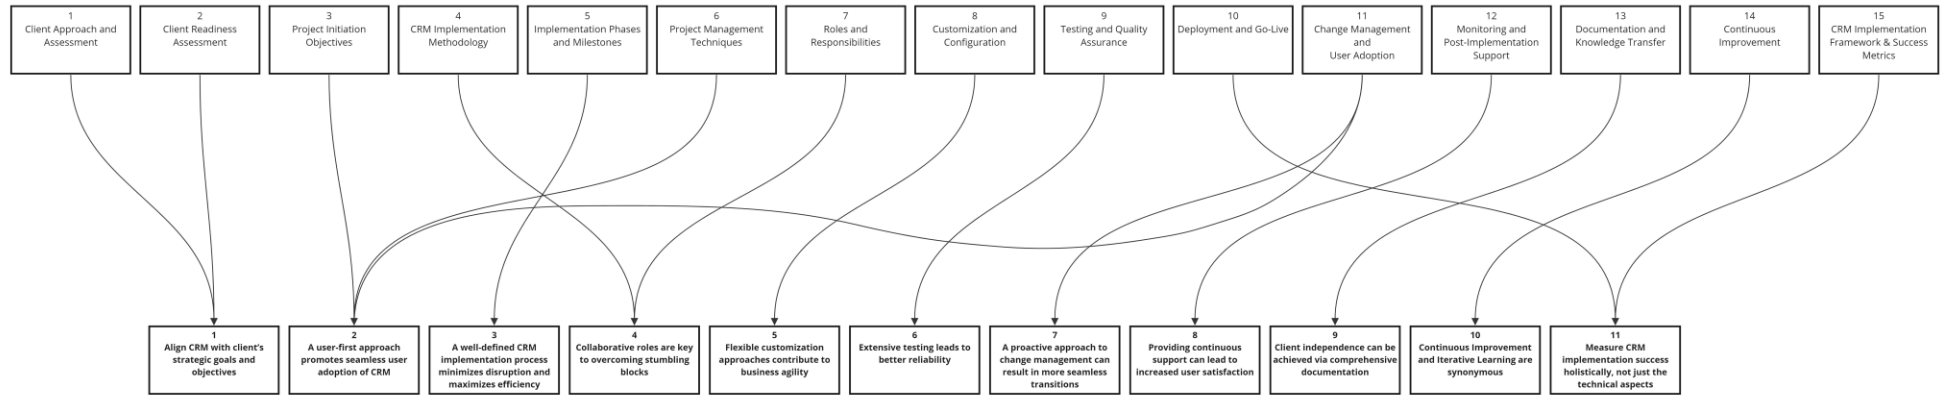 1
Client Approach and
Assessment
2
Client Readiness
Assessment
3
Project Initiation
Objectives
4
CRM Implementation
Methodology
5
Implementation Phases
and Milestones
6
Project Management
Techniques
7
Roles and
Responsibilities
8
Customization and
Configuration
9
Testing and Quality
Assurance
10
Deployment and Go-Live
11
Change Management
and
User Adoption
12
Monitoring and
Post-Implementation
Support
13
Documentation and
Knowledge Transfer
14
Continuous
Improvement
15
CRM Implementation
Framework & Success
Metrics
1
Align CRM with client's
strategic goals and
objectives
2
A user-first approach
promotes seamless user
adoption of CRM
3
A well-defined CRM
implementation process
minimizes disruption and
maximizes efficiency
4
Collaborative roles are key
to overcoming stumbling
blocks
5
Flexible customization
approaches contribute to
business agility
6
Extensive testing leads to
better reliability
7
A proactive approach to
change management can
result in more seamless
transitions
8
Providing continuous
support can lead to
increased user satisfaction
9
Client independence can be
achieved via comprehensive
documentation
10
Continuous Improvement
and Iterative Learning are
synonymous
11
Measure CRM
implementation success
holistically, not just the
technical aspects